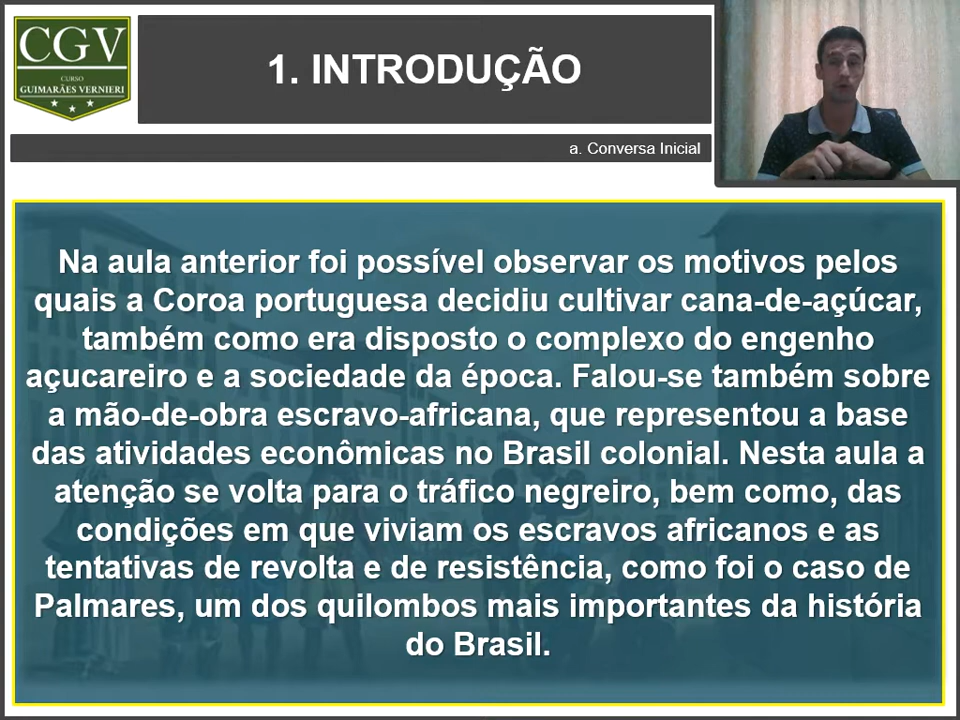 CGV
CURSO
GUIMARÃES VERNIERI
1. INTRODUÇÃO
a. Conversa Inicial
Na aula anterior foi possível observar os motivos pelos
quais a Coroa portuguesa decidiu cultivar cana-de-açúcar,
também como era disposto o complexo do engenho
açucareiro e a sociedade da época. Falou-se também sobre
a mão-de-obra escravo-africana, que representou a base
das atividades econômicas no Brasil colonial. Nesta aula a
atenção se volta para o tráfico negreiro, bem como, das
condições em que viviam os escravos africanos e as
tentativas de revolta e de resistência, como foi o caso de
Palmares, um dos quilombos mais importantes da história
do Brasil.